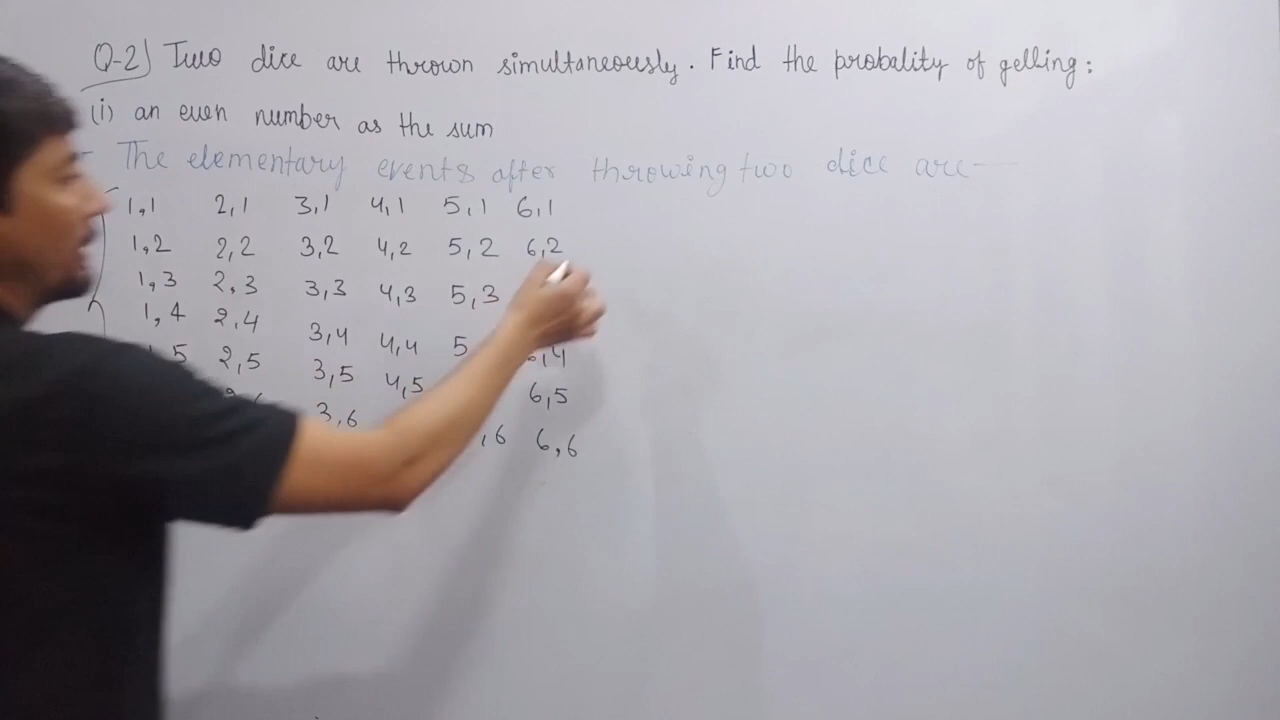 Q-2) Two dice are thrown simultaneously. Find the probality of getting:
(i) an even number as the sum
The elementary events after throwing two dice are—
1,1 2,1 3,1 4,1 5,1 6,1
1,2 2,2 3,2 4,2 5,2 6,2
1,3 2,3 3,3 4,3 5,3
1,4 2,4 3,4 4,4 5 ,4
,5 2,5 3,5 4,5 6,5
3,6 ,6 6,6